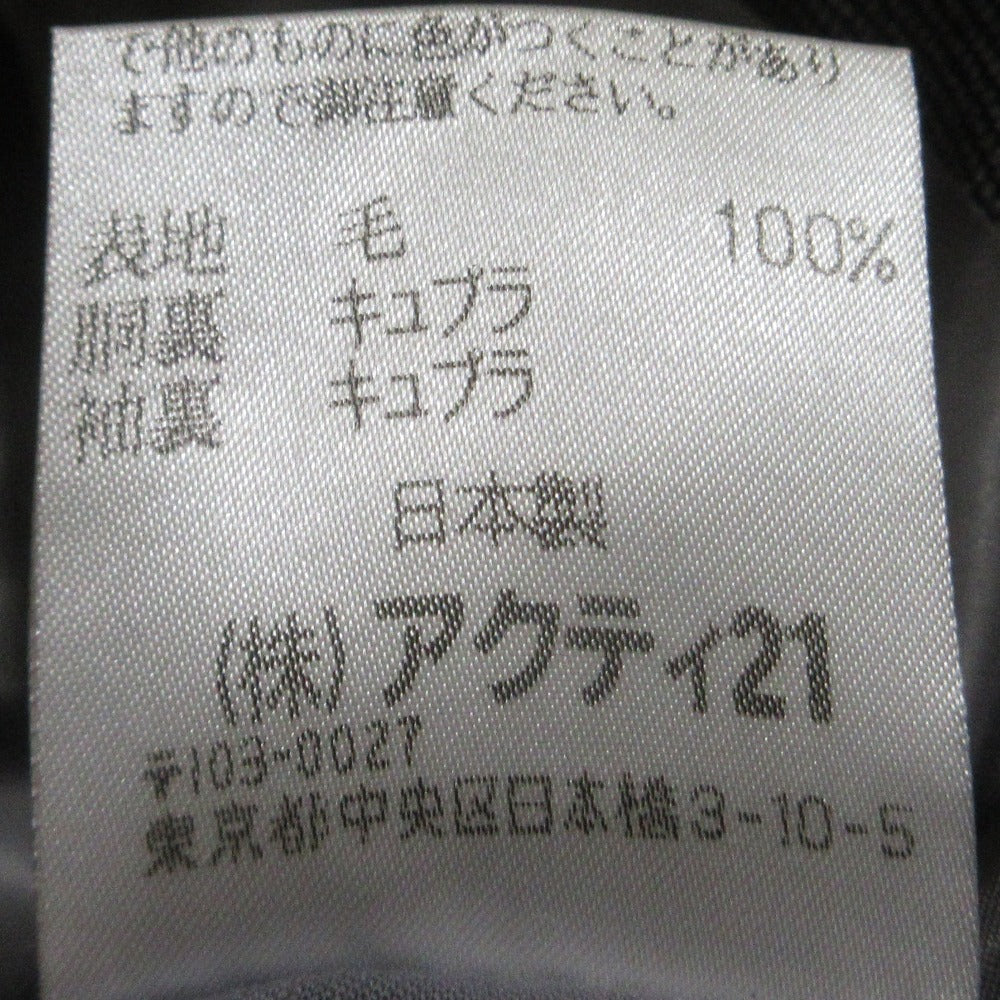 で他のものに色がつくことがあり
ますので御注意ください。
表地 毛 100%
胴裏 キュプラ
袖裏 キュプラ
日本製
(株)アクティ21
〒103-0027
東京都中央区日本橋3-10-5